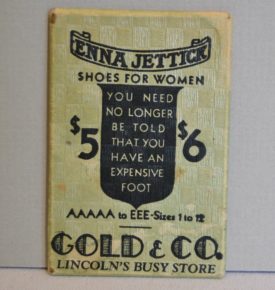 ENNA JETTICK
SHOES FOR WOMEN
YOU NEED
NO LONGER
BE TOLD
THAT YOU
HAVE AN
EXPENSIVE
FOOT
$5 $6
AAAAA to EEE-Sizes 1 to 12
GOLD & CO.
LINCOLN'S BUSY STORE